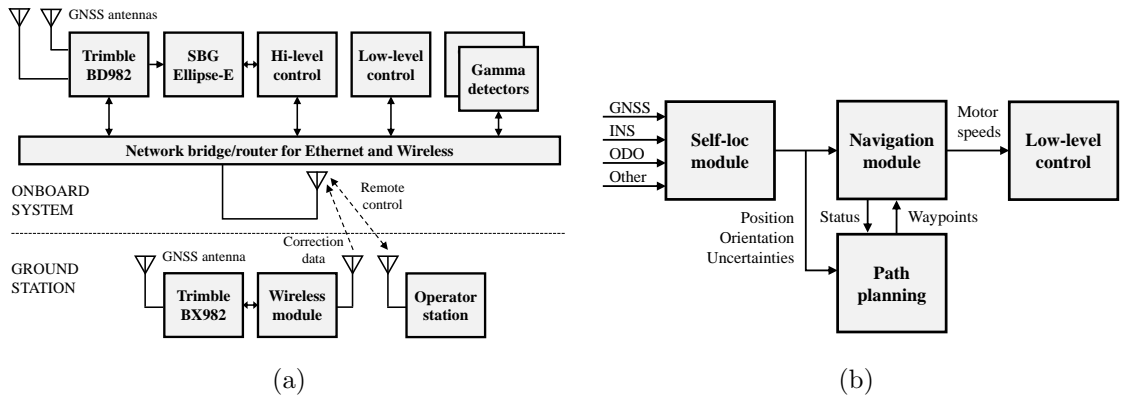 GNSS antennas
Trimble
BD982
SBG
Ellipse-E
Hi-level
control
Low-level
control
Gamma
detectors
Network bridge/router for Ethernet and Wireless
ONBOARD
SYSTEM
Remote
control
Correction
data
GROUND
STATION
GNSS antenna
Trimble
BX982
Wireless
module
Operator
station
(a)
GNSS
INS
ODO
Other
Self-loc
module
Navigation
module
Motor
speeds
Low-level
control
Position
Orientation
Uncertainties
Status
Waypoints
Path
planning
(b)